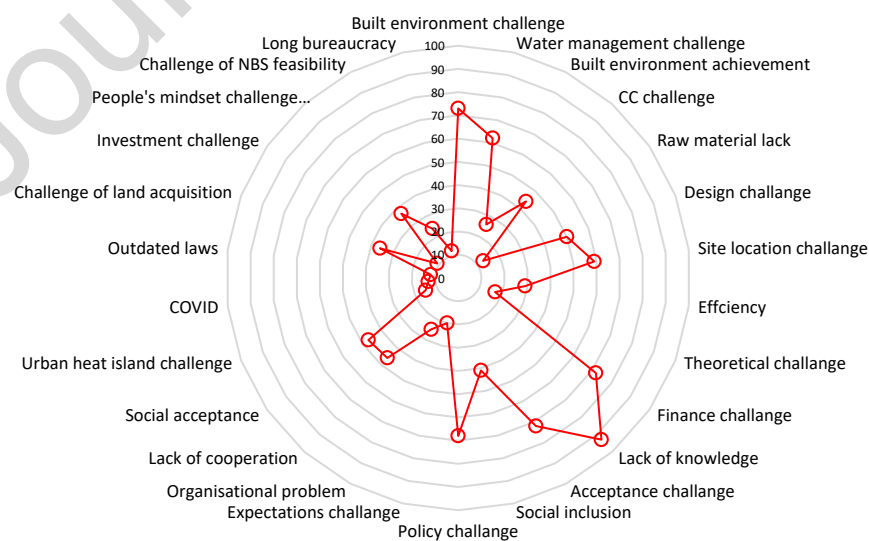 Built environment challenge
Long bureaucracy
Water management challenge
Challenge of NBS feasibility
Built environment achievement
People's mindset challenge...
CC challenge
Investment challenge
Raw material lack
Challenge of land acquisition
Design challange
Outdated laws
Site location challange
COVID
Effciency
Urban heat island challenge
Theoretical challange
Social acceptance
Finance challange
Lack of cooperation
Lack of knowledge
Organisational problem
Acceptance challange
Expectations challange
Social inclusion
Policy challange
100
90
80
70
60
50
40
30
20
10
0
Jour